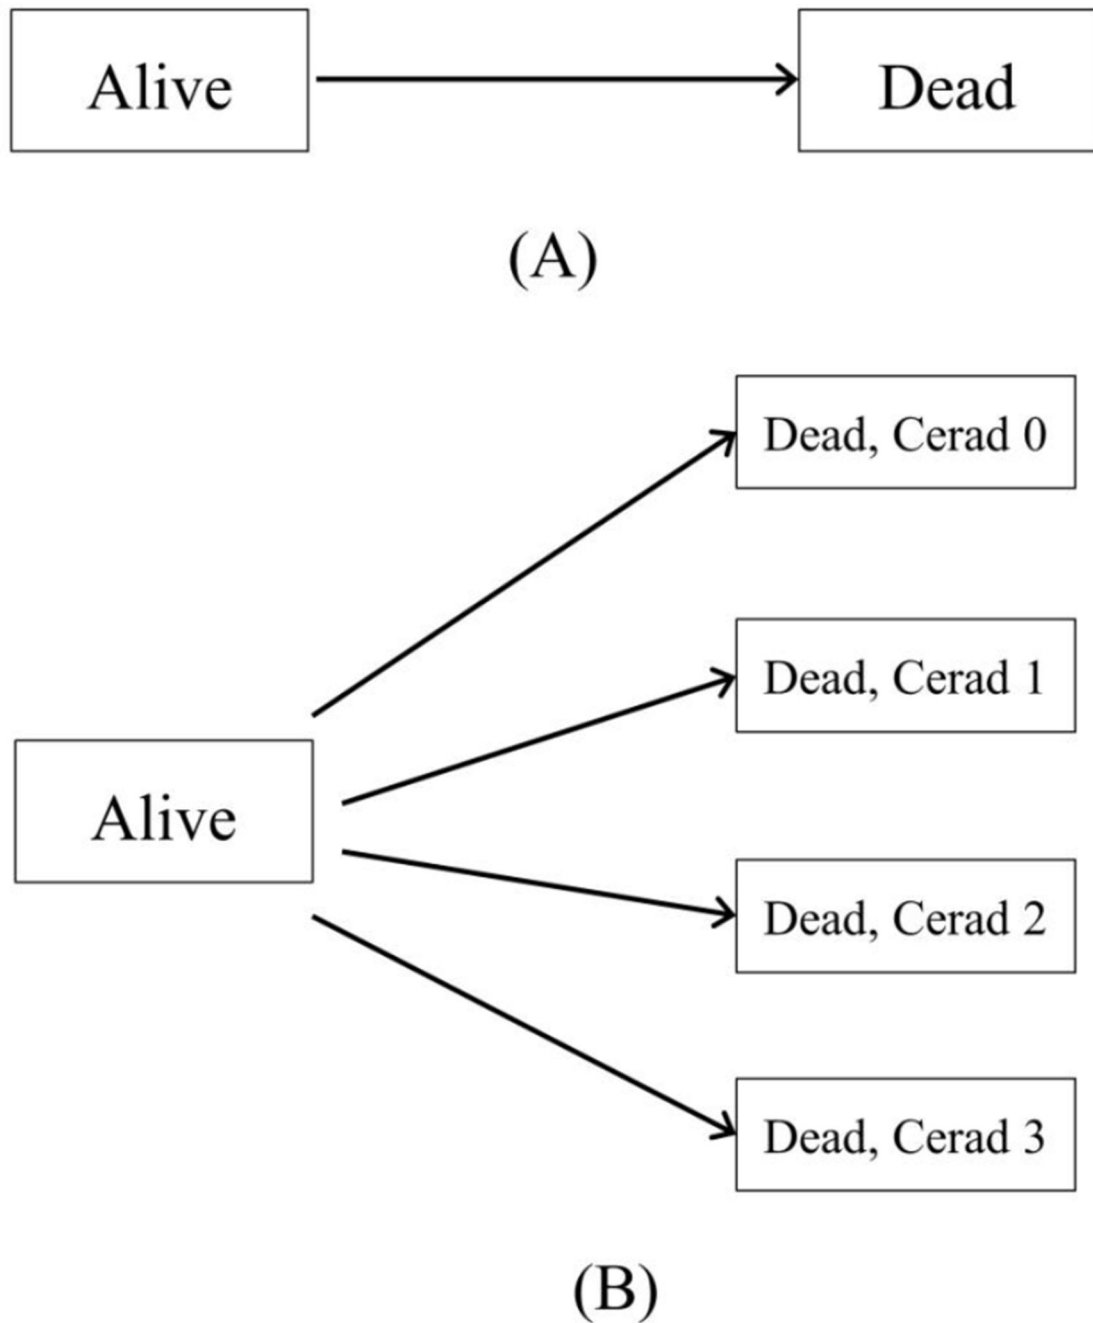 Alive
Dead
(A)
Dead, Cerad 0
Dead, Cerad 1
Alive
Dead, Cerad 2
Dead, Cerad 3
(B)